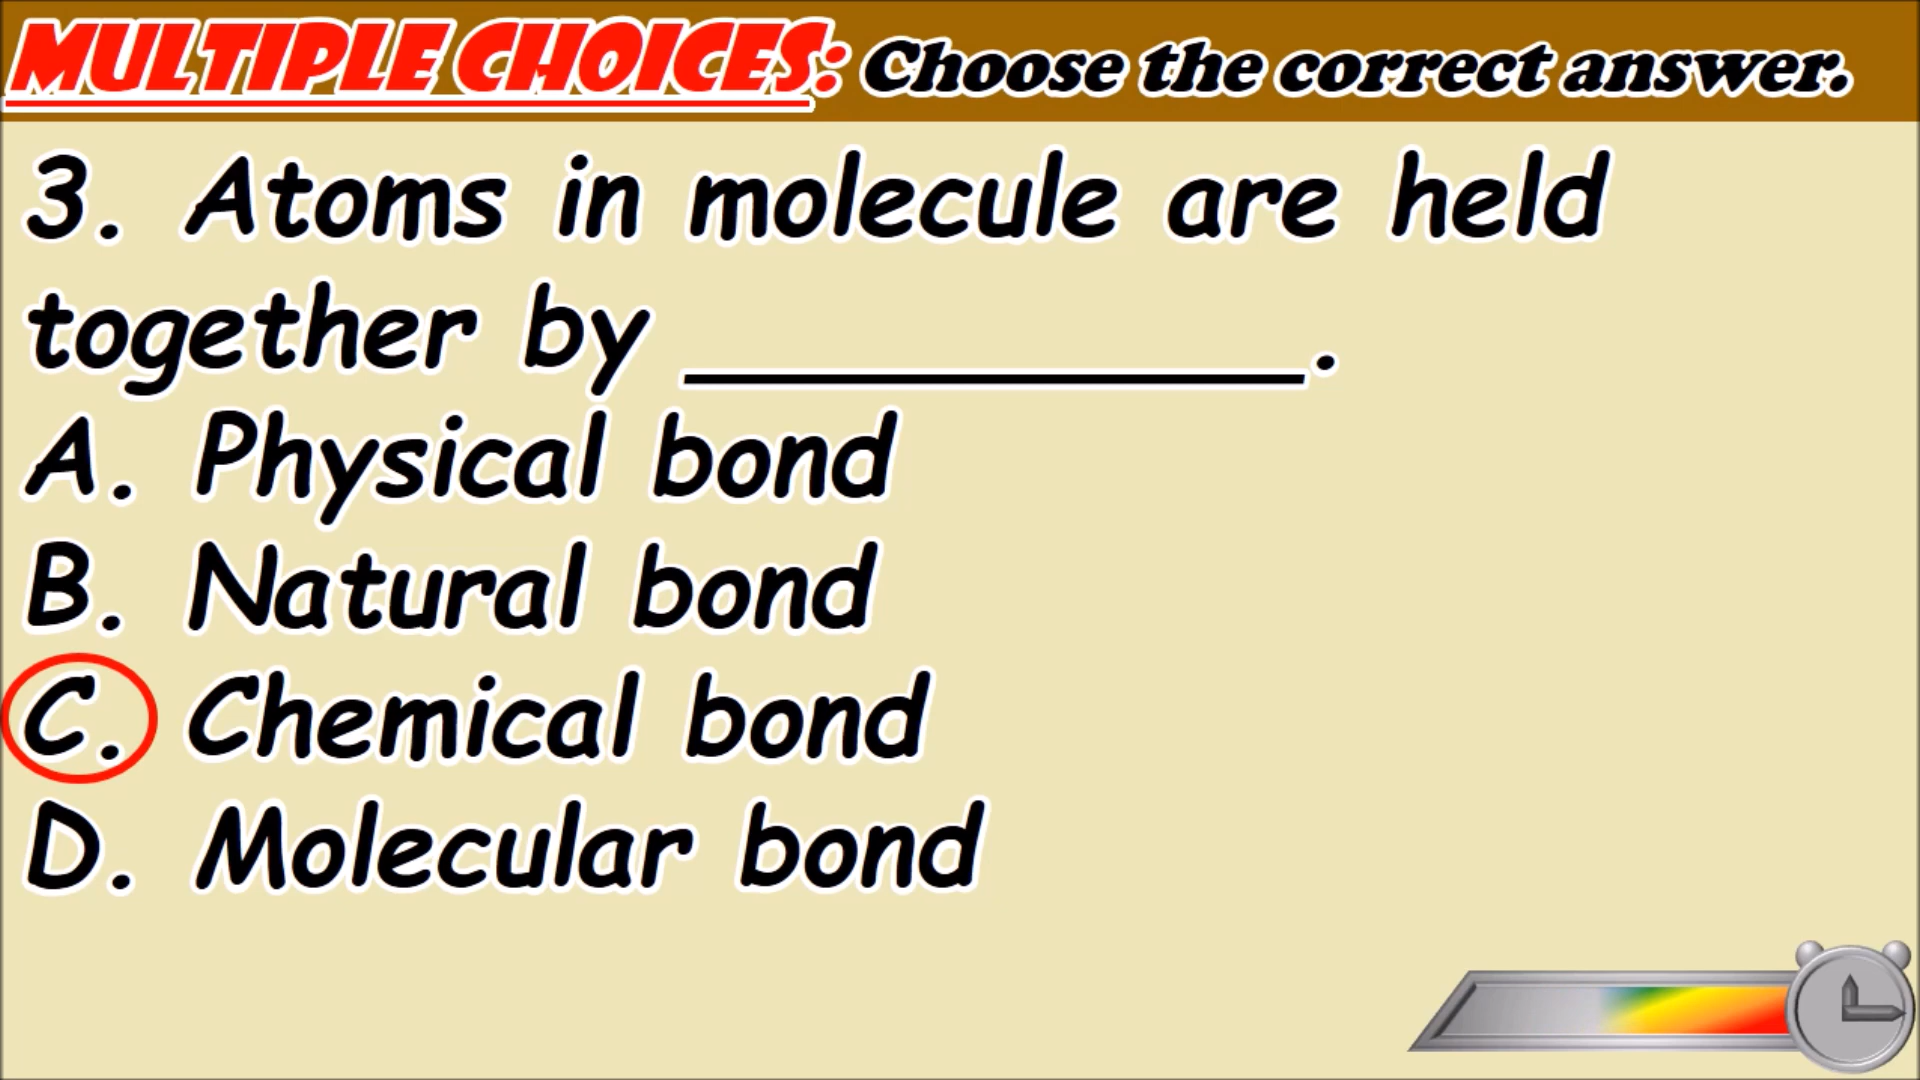 MULTIPLE CHOICES: Choose the correct answer.
3. Atoms in molecule are held
together by ____________.
A. Physical bond
B. Natural bond
C. Chemical bond
D. Molecular bond